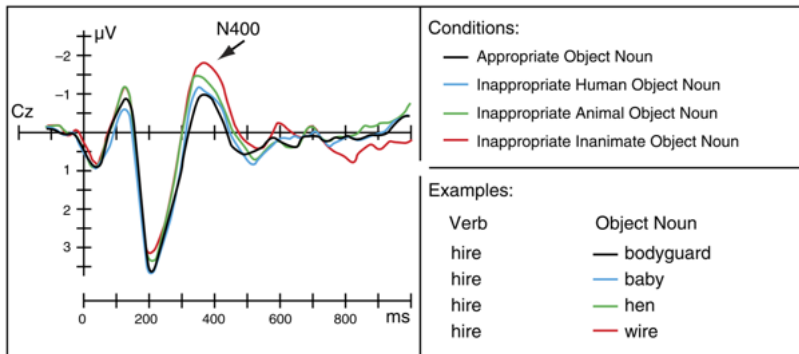 µV
N400
−2
−1
Cz
1
2
3
0 200 400 600 800 ms
Conditions:
Appropriate Object Noun
Inappropriate Human Object Noun
Inappropriate Animal Object Noun
Inappropriate Inanimate Object Noun
Examples:
Verb Object Noun
hire bodyguard
hire baby
hire hen
hire wire